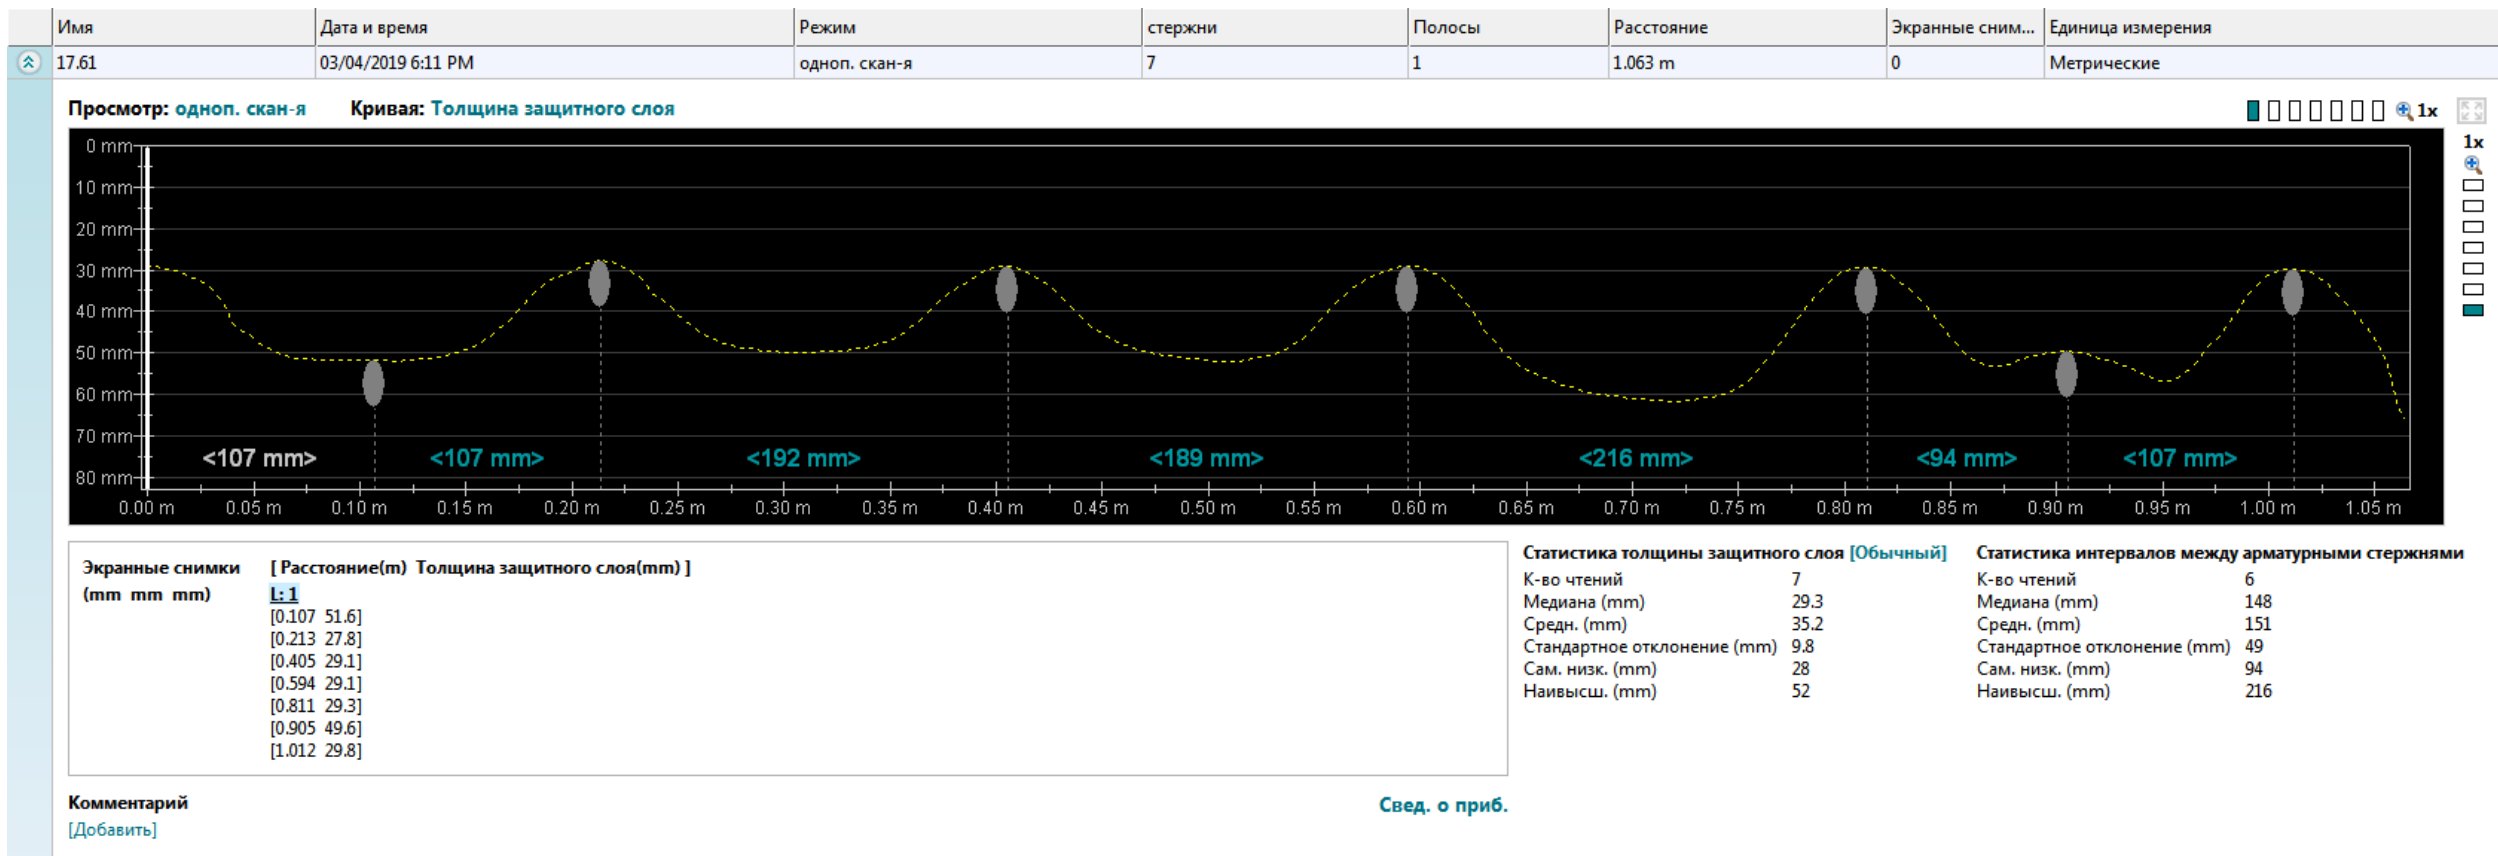 Имя Дата и время Режим стержни Полосы Расстояние Экранные сним... Единица измерения
17.61 03/04/2019 6:11 PM одноп. скан-я 7 1 1.063 m 0 Метрические
Просмотр: одноп. скан-я Кривая: Толщина защитного слоя 1x
1x
0 mm
10 mm
20 mm
30 mm
40 mm
50 mm
60 mm
70 mm
<107 mm> <107 mm> <192 mm> <189 mm> <216 mm> <94 mm> <107 mm>
80 mm
0.00 m 0.05 m 0.10 m 0.15 m 0.20 m 0.25 m 0.30 m 0.35 m 0.40 m 0.45 m 0.50 m 0.55 m 0.60 m 0.65 m 0.70 m 0.75 m 0.80 m 0.85 m 0.90 m 0.95 m 1.00 m 1.05 m
Экранные снимки [ Расстояние(m) Толщина защитного слоя(mm) ]
(mm mm mm) L: 1
[0.107 51.6]
[0.213 27.8]
[0.405 29.1]
[0.594 29.1]
[0.811 29.3]
[0.905 49.6]
[1.012 29.8]
Статистика толщины защитного слоя [Обычный]
К-во чтений 7
Медиана (mm) 29.3
Средн. (mm) 35.2
Стандартное отклонение (mm) 9.8
Сам. низк. (mm) 28
Наивысш. (mm) 52
Статистика интервалов между арматурными стержнями
К-во чтений 6
Медиана (mm) 148
Средн. (mm) 151
Стандартное отклонение (mm) 49
Сам. низк. (mm) 94
Наивысш. (mm) 216
Комментарий Свед. о приб.
[Добавить]